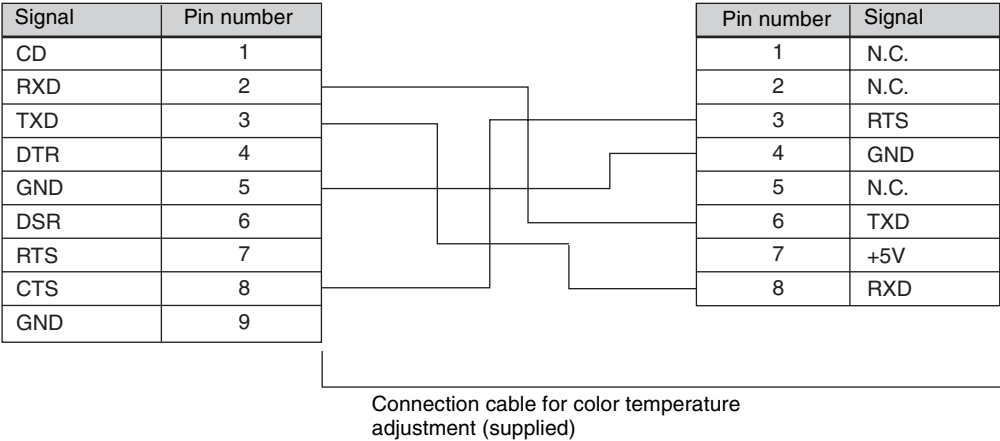 Signal Pin number Pin number Signal
CD 1 1 N.C.
RXD 2 2 N.C.
TXD 3 3 RTS
DTR 4 4 GND
GND 5 5 N.C.
DSR 6 6 TXD
RTS 7 7 +5V
CTS 8 8 RXD
GND 9
Connection cable for color temperature
adjustment (supplied)